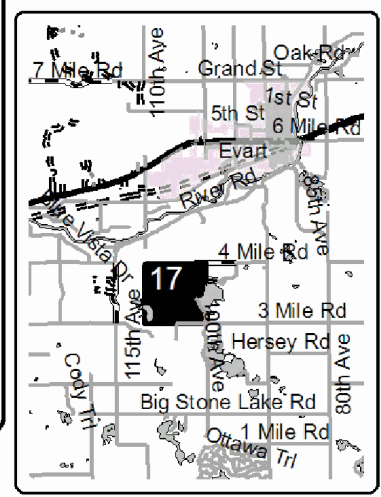 Oak Rd
110th Ave
7 Mile Rd
Grand St
1st St
5th St
6 Mile Rd
Evart
River Rd
85th Ave
Vista Dr
4 Mile Rd
17
115th Ave
100th Ave
3 Mile Rd
Hersey Rd
80th Ave
Cody Trl
Big Stone Lake Rd
1 Mile Rd
Ottawa Trl